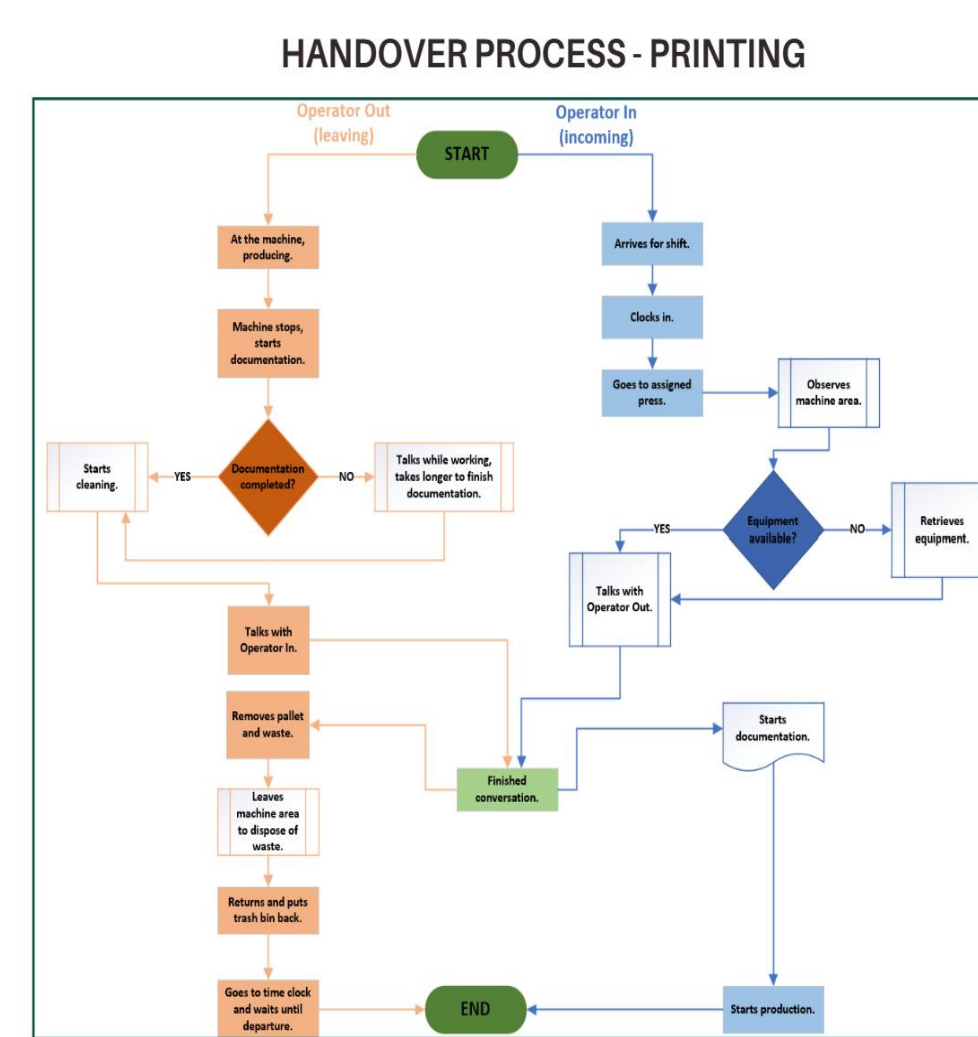 HANDOVER PROCESS - PRINTING
Operator Out
(leaving)
Operator In
(incoming)
START
At the machine,
producing.
Machine stops,
starts
documentation.
Documentation
completed?
YES
NO
Starts
cleaning.
Talks while working,
takes longer to finish
documentation.
Talks with
Operator In.
Removes pallet
and waste.
Leaves
machine area
to dispose of
waste.
Returns and puts
trash bin back.
Goes to time clock
and waits until
departure.
Arrives for shift.
Clocks in.
Goes to assigned
press.
Observes
machine area.
Equipment
available?
YES
NO
Retrieves
equipment.
Talks with
Operator Out.
Finished
conversation.
Starts
documentation.
Starts production.
END